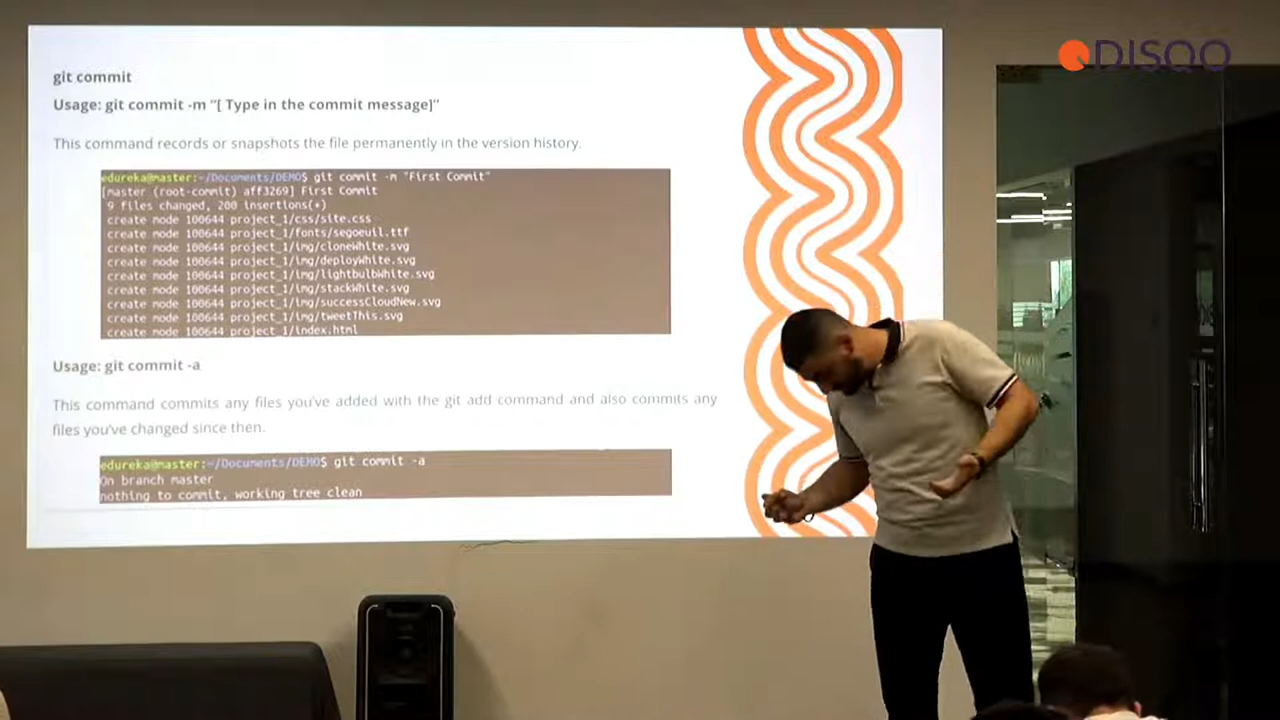 DISQO
git commit
Usage: git commit -m "[ Type in the commit message]"
This command records or snapshots the file permanently in the version history.
edureka@master:~/Documents/DEMO$ git commit -m "First Commit"
[master (root-commit) aff3269] First Commit
9 files changed, 200 insertions(+)
create mode 100644 project_1/css/site.css
create mode 100644 project_1/fonts/segoeuil.ttf
create mode 100644 project_1/img/cloneWhite.svg
create mode 100644 project_1/img/deployWhite.svg
create mode 100644 project_1/img/lightbulbWhite.svg
create mode 100644 project_1/img/stackWhite.svg
create mode 100644 project_1/img/successCloudNew.svg
create mode 100644 project_1/img/tweetThis.svg
create mode 100644 project_1/index.html
Usage: git commit -a
This command commits any files you've added with the git add command and also commits any
files you've changed since then.
edureka@master:~/Documents/DEMO$ git commit -a
On branch master
nothing to commit, working tree clean